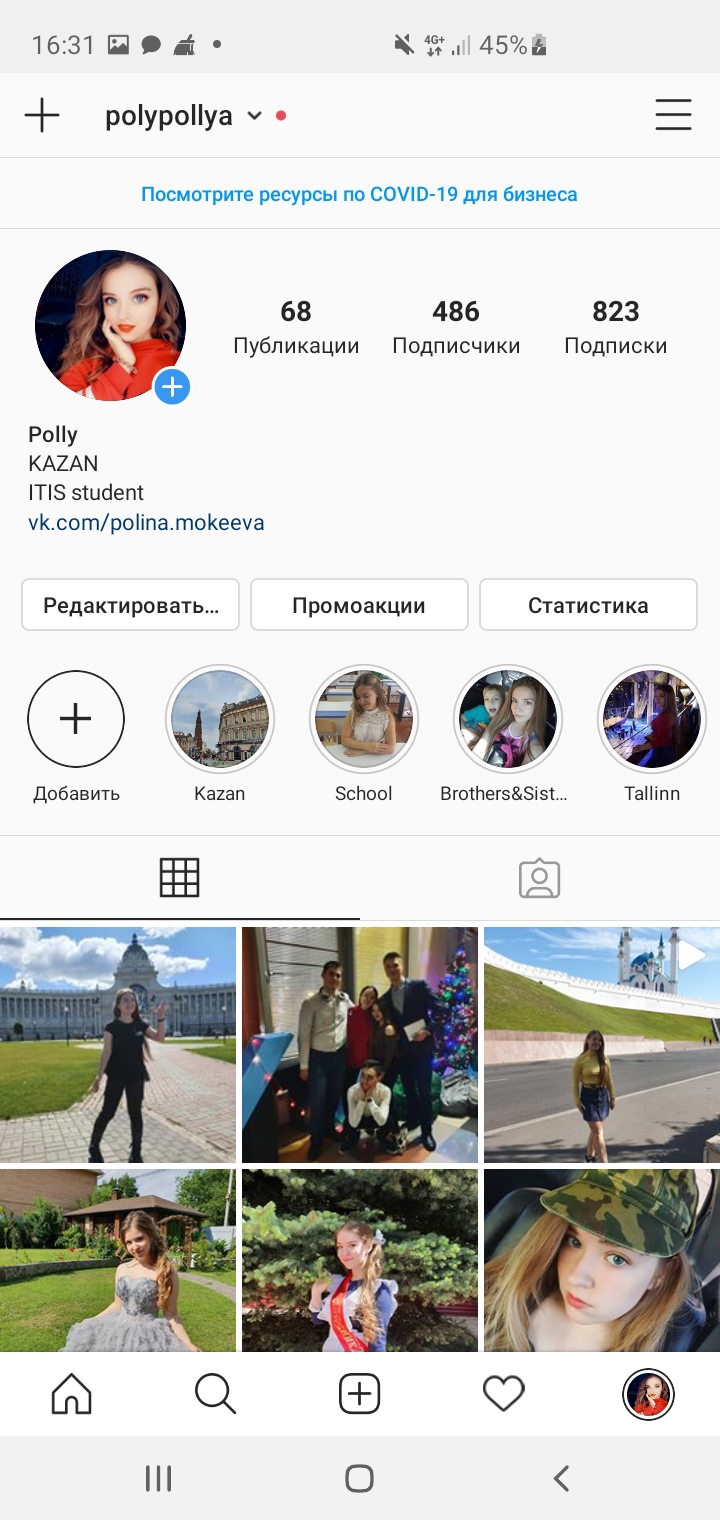 16:31 4G+ 45%
polypollya
Посмотрите ресурсы по COVID-19 для бизнеса
68 486 823
Публикации Подписчики Подписки
Polly
KAZAN
ITIS student
vk.com/polina.mokeeva
Редактировать... Промоакции Статистика
Добавить Kazan School Brothers&Sist... Tallinn